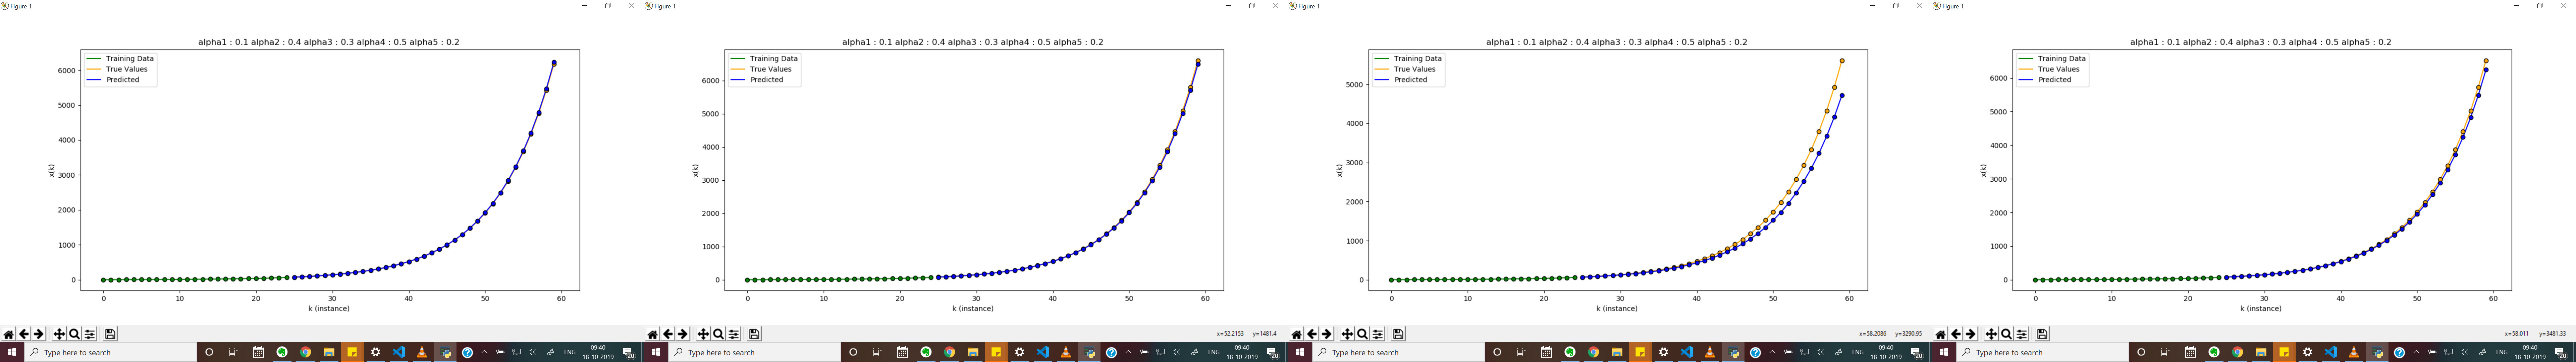 Figure 1
alpha1 : 0.1 alpha2 : 0.4 alpha3 : 0.3 alpha4 : 0.5 alpha5 : 0.2
Training Data
True Values
Predicted
6000
5000
4000
3000
2000
1000
0
x(k)
0 10 20 30 40 50 60
k (instance)
Type here to search
ENG
09:40
18-10-2019
20
Figure 1
alpha1 : 0.1 alpha2 : 0.4 alpha3 : 0.3 alpha4 : 0.5 alpha5 : 0.2
Training Data
True Values
Predicted
6000
5000
4000
3000
2000
1000
0
x(k)
0 10 20 30 40 50 60
k (instance)
x=52.2153 y=1481.4
Type here to search
ENG
09:40
18-10-2019
20
Figure 1
alpha1 : 0.1 alpha2 : 0.4 alpha3 : 0.3 alpha4 : 0.5 alpha5 : 0.2
Training Data
True Values
Predicted
5000
4000
3000
2000
1000
0
x(k)
0 10 20 30 40 50 60
k (instance)
x=58.2086 y=3290.95
Type here to search
ENG
09:40
18-10-2019
20
Figure 1
alpha1 : 0.1 alpha2 : 0.4 alpha3 : 0.3 alpha4 : 0.5 alpha5 : 0.2
Training Data
True Values
Predicted
6000
5000
4000
3000
2000
1000
0
x(k)
0 10 20 30 40 50 60
k (instance)
x=58.011 y=3481.33
Type here to search
ENG
09:40
18-10-2019
20